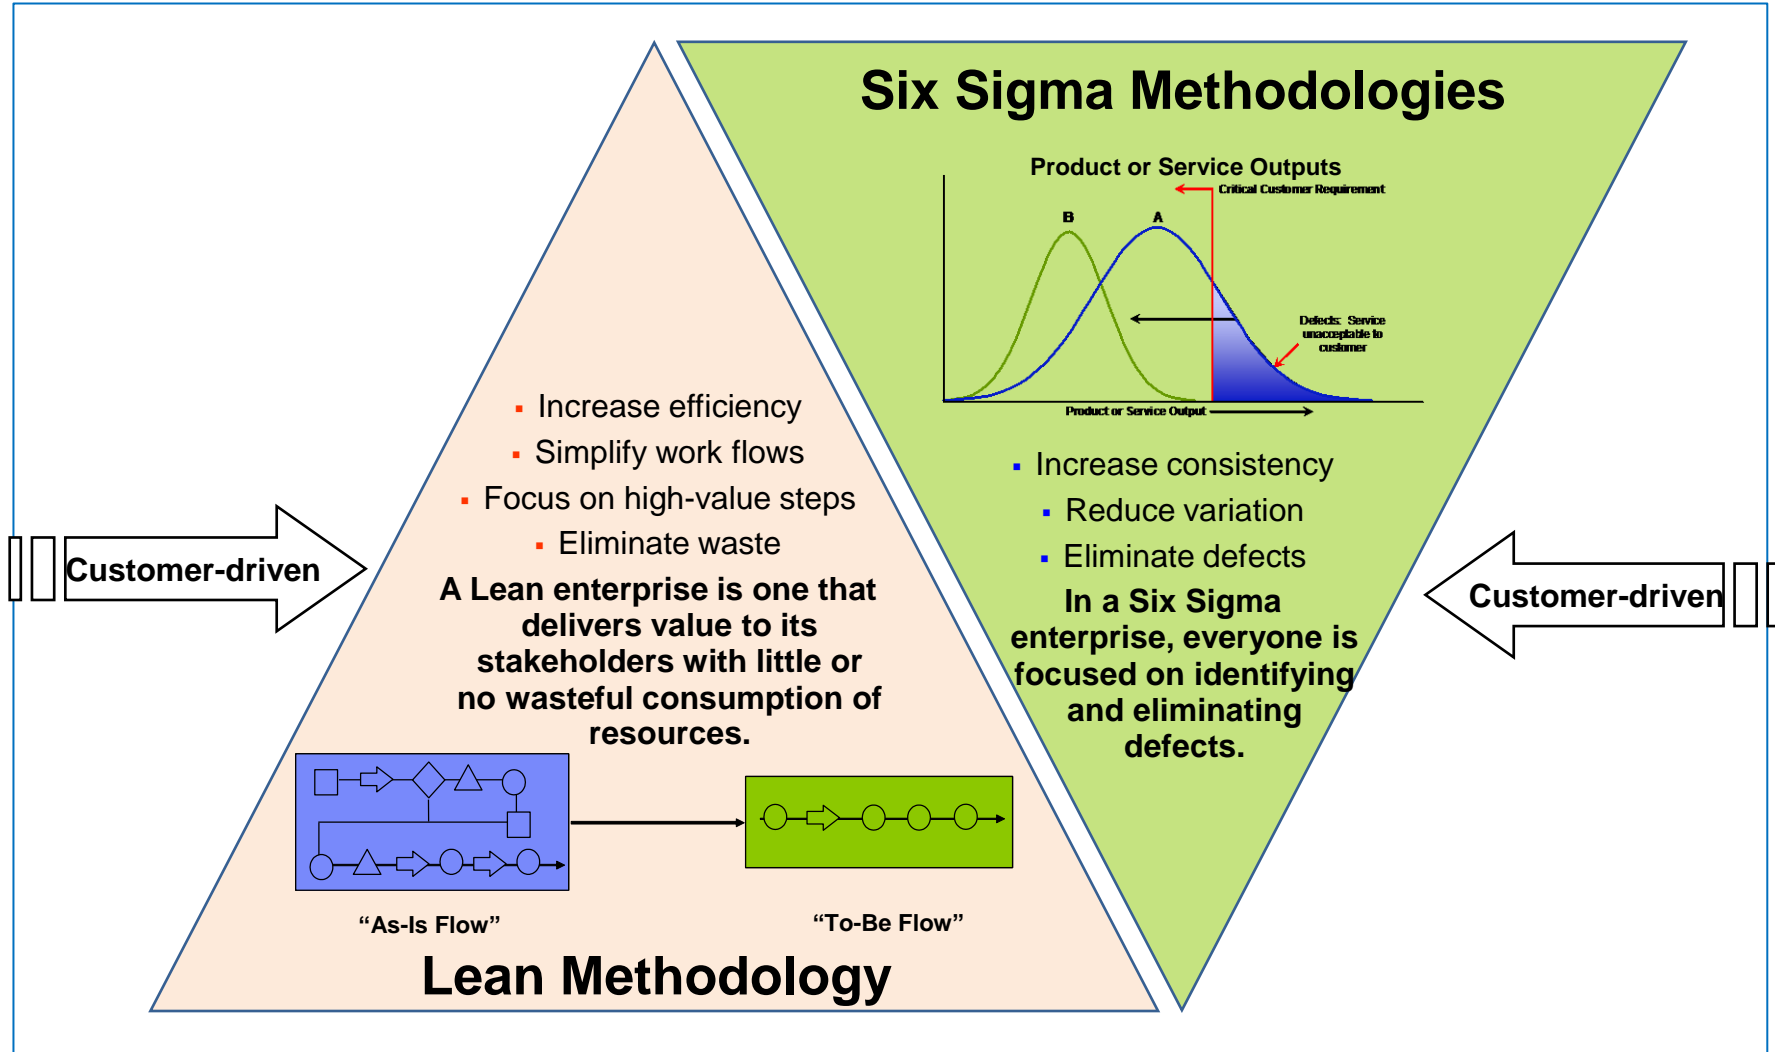 Six Sigma Methodologies
Product or Service Outputs
Critical Customer Requirement
B
A
Defects: Service
unacceptable to
customer
Product or Service Output
▪ Increase consistency
▪ Reduce variation
▪ Eliminate defects
In a Six Sigma
enterprise, everyone is
focused on identifying
and eliminating
defects.
Customer-driven
▪ Increase efficiency
▪ Simplify work flows
▪ Focus on high-value steps
▪ Eliminate waste
A Lean enterprise is one that
delivers value to its
stakeholders with little or
no wasteful consumption of
resources.
Customer-driven
“As-Is Flow”
“To-Be Flow”
Lean Methodology